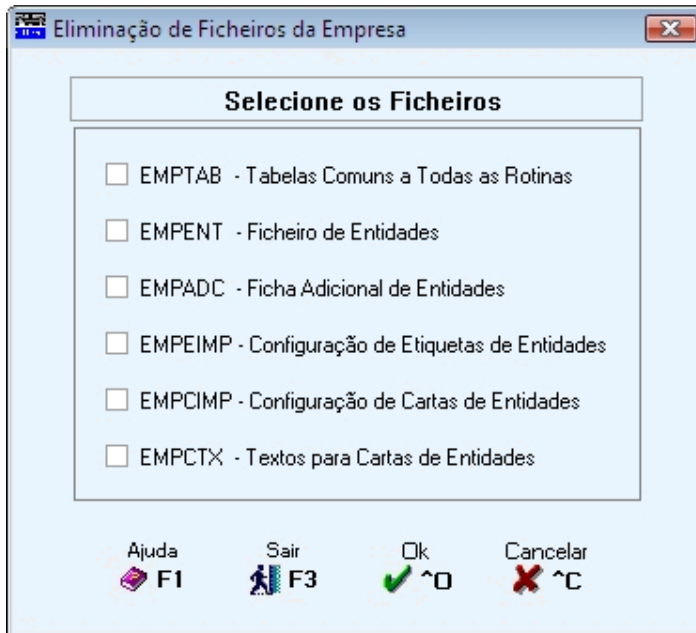 Eliminação de Ficheiros da Empresa
Selecione os Ficheiros
EMPTAB - Tabelas Comuns a Todas as Rotinas
EMPENT - Ficheiro de Entidades
EMPADC - Ficha Adicional de Entidades
EMPEIMP - Configuração de Etiquetas de Entidades
EMPCIMP - Configuração de Cartas de Entidades
EMPCTX - Textos para Cartas de Entidades
Ajuda Sair Ok Cancelar
F1 F3 ^O ^C